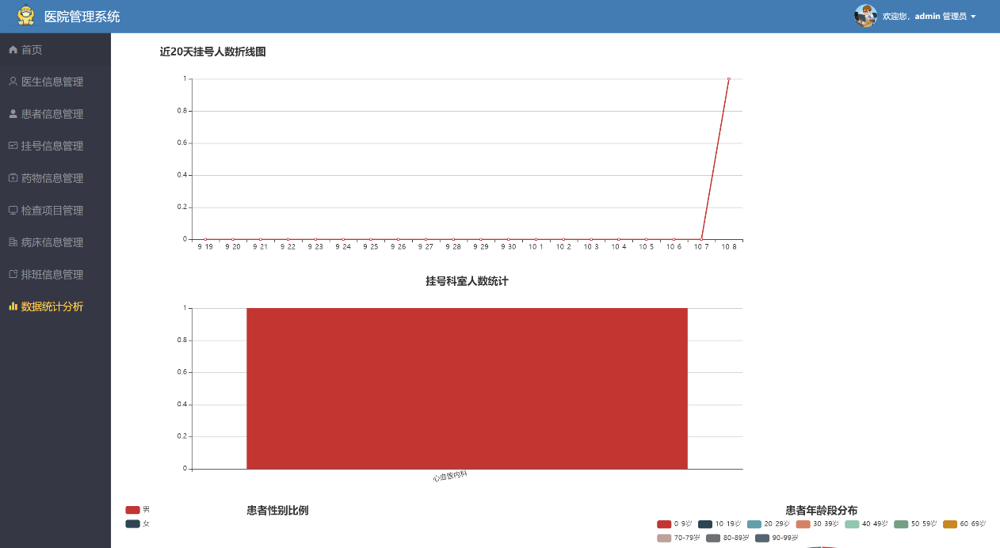 医院管理系统
欢迎您，admin 管理员
首页
医生信息管理
患者信息管理
挂号信息管理
药物信息管理
检查项目管理
病床信息管理
排班信息管理
数据统计分析
近20天挂号人数折线图
1
0.8
0.6
0.4
0.2
0
9 19 9 20 9 21 9 22 9 23 9 24 9 25 9 26 9 27 9 28 9 29 9 30 10 1 10 2 10 3 10 4 10 5 10 6 10 7 10 8
挂号科室人数统计
1
0.8
0.6
0.4
0.2
0
心血管内科
患者性别比例
男
女
患者年龄段分布
0-9岁 10-19岁 20-29岁 30-39岁 40-49岁 50-59岁 60-69岁
70-79岁 80-89岁 90-99岁